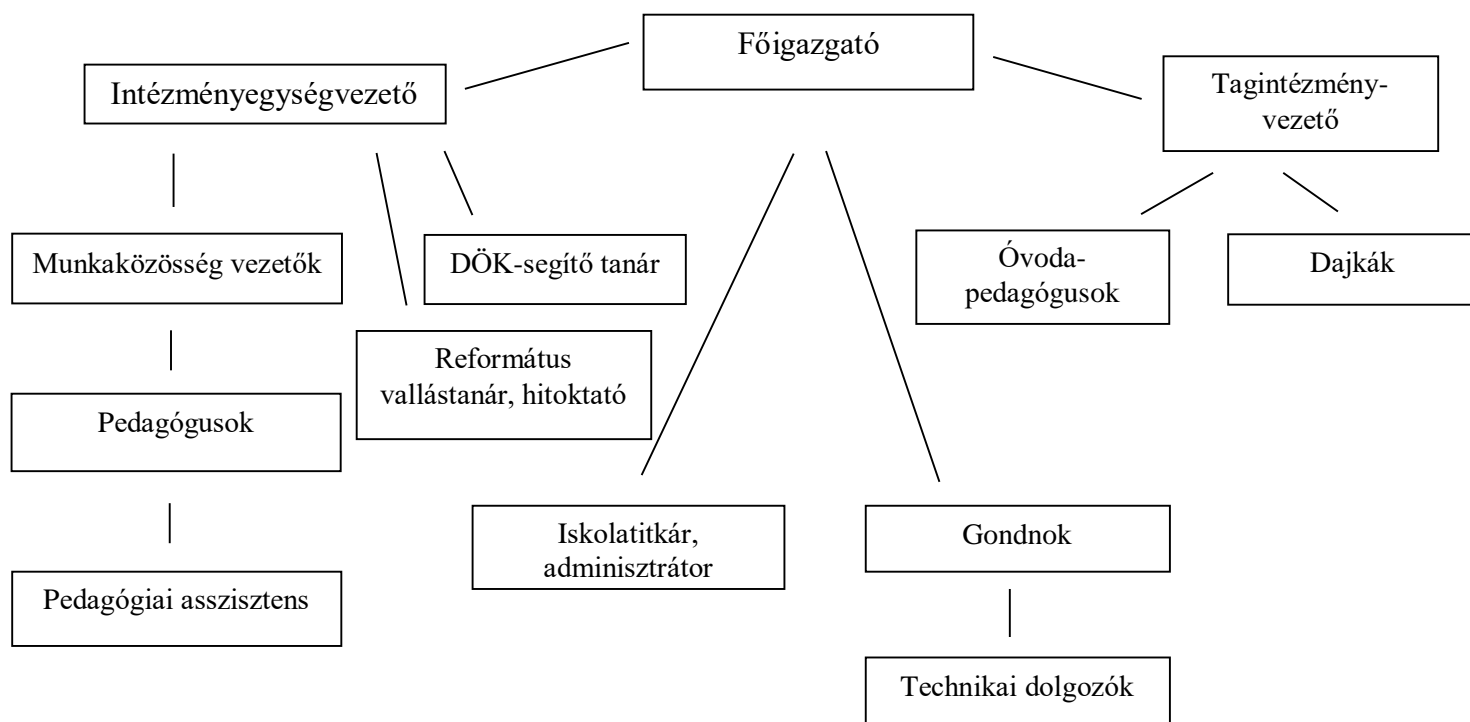 Főigazgató
Intézményegységvezető
Tagintézmény-
vezető
Munkaközösség vezetők
DÖK-segítő tanár
Óvoda-
pedagógusok
Dajkák
Református
vallástanár, hitoktató
Pedagógusok
Iskolatitkár,
adminisztrátor
Gondnok
Pedagógiai asszisztens
Technikai dolgozók